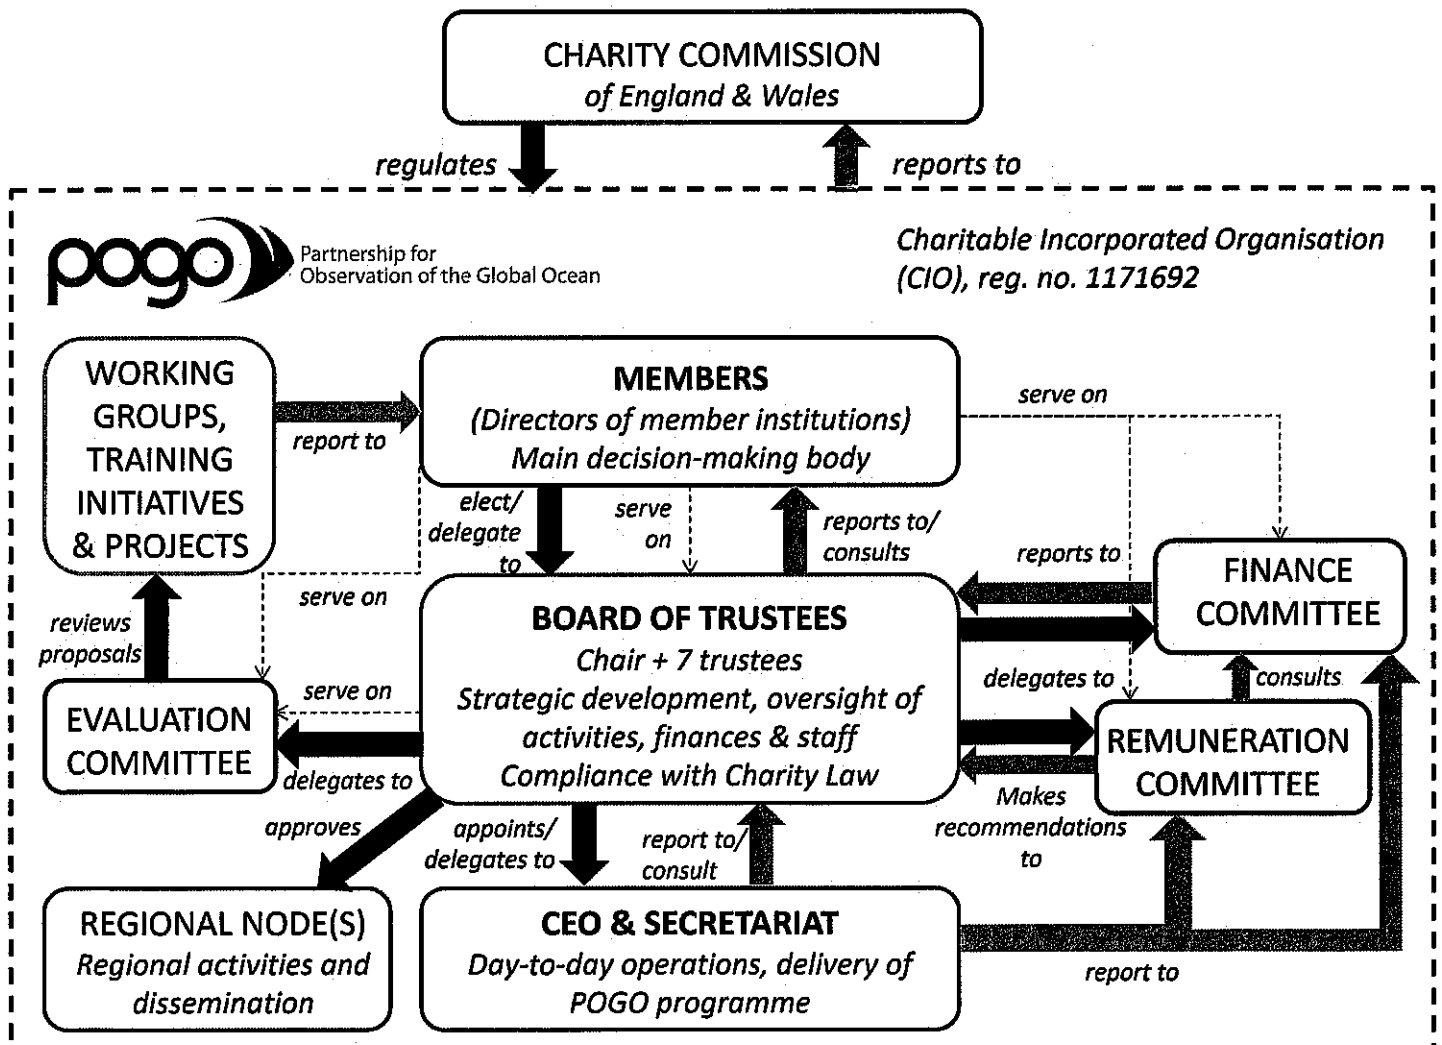 CHARITY COMMISSION
of England & Wales
regulates
reports to
pogo
Partnership for
Observation of the Global Ocean
Charitable Incorporated Organisation
(CIO), reg. no. 1171692
WORKING
GROUPS,
TRAINING
INITIATIVES
& PROJECTS
report to
MEMBERS
(Directors of member institutions)
Main decision-making body
serve on
elect/
delegate
to
serve
on
reports to/
consults
serve on
reviews
proposals
reports to
FINANCE
COMMITTEE
BOARD OF TRUSTEES
Chair + 7 trustees
Strategic development, oversight of
activities, finances & staff
Compliance with Charity Law
serve on
delegates to
consults
EVALUATION
COMMITTEE
delegates to
REMUNERATION
COMMITTEE
Makes
recommendations
to
approves
appoints/
delegates to
report to/
consult
REGIONAL NODE(S)
Regional activities and
dissemination
CEO & SECRETARIAT
Day-to-day operations, delivery of
POGO programme
report to